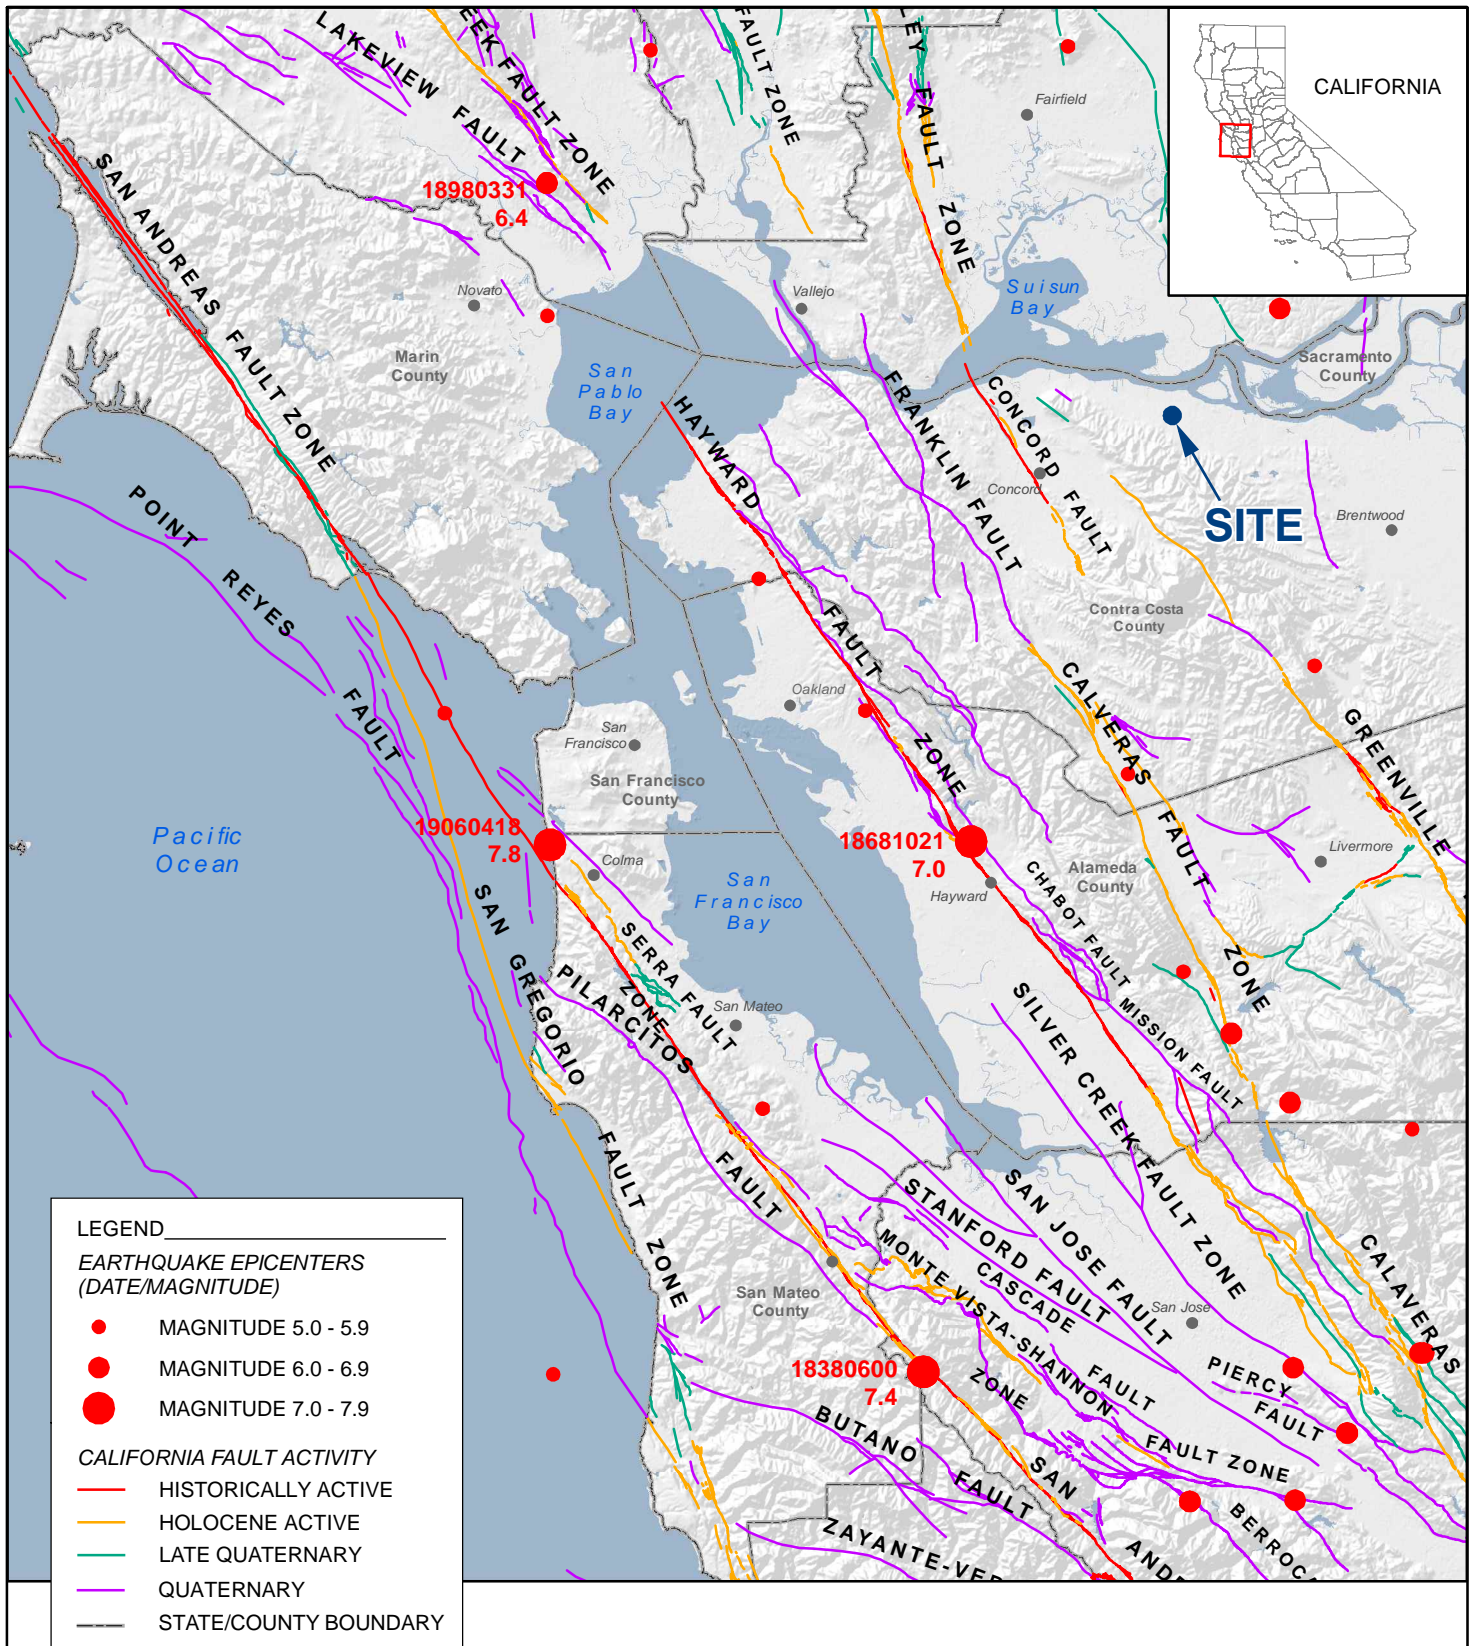 CALIFORNIA
LAKEVIEW FAULT
EEK FAULT ZONE
FAULT ZONE
LEY FAULT ZONE
Fairfield
18980331
6.4
SAN ANDREAS FAULT ZONE
Novato
Vallejo
Suisun
Bay
Marin
County
San
Pablo
Bay
Sacramento
County
HAYWARD FAULT ZONE
FRANKLIN FAULT
CONCORD FAULT
Concord
SITE
Brentwood
POINT REYES FAULT
Contra Costa
County
Oakland
CALVERAS FAULT ZONE
GREENVILLE
San
Francisco
San Francisco
County
19060418
7.8
Pacific
Ocean
Colma
18681021
7.0
Hayward
Alameda
County
Livermore
San
Francisco
Bay
CHABOT FAULT
MISSION FAULT
SAN GREGORIO FAULT ZONE
SERRA FAULT
ZONE
PILARCITOS FAULT
San Mateo
SILVER CREEK FAULT ZONE
STANFORD FAULT
SAN JOSE FAULT
CASCADE FAULT
MONTE VISTA-SHANNON
FAULT ZONE
ZONE
San Mateo
County
San Jose
CALAVERAS
PIERCY
FAULT
18380600
7.4
BUTANO FAULT
SAN
ANDR
BERROCA
ZAYANTE-VER
LEGEND
EARTHQUAKE EPICENTERS
(DATE/MAGNITUDE)
MAGNITUDE 5.0 - 5.9
MAGNITUDE 6.0 - 6.9
MAGNITUDE 7.0 - 7.9
CALIFORNIA FAULT ACTIVITY
HISTORICALLY ACTIVE
HOLOCENE ACTIVE
LATE QUATERNARY
QUATERNARY
STATE/COUNTY BOUNDARY